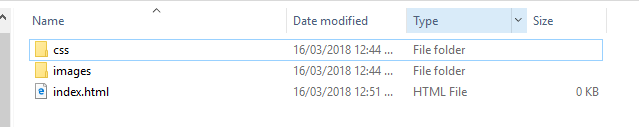 Name Date modified Type Size
css 16/03/2018 12:44 ... File folder
images 16/03/2018 12:44 ... File folder
index.html 16/03/2018 12:51 ... HTML File 0 KB